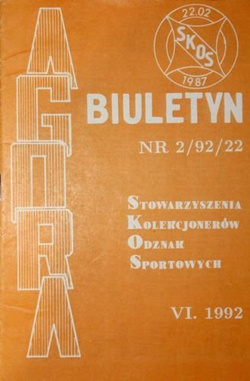 AGORA
22.02
SKOS
1987
BIULETYN
NR 2/92/22
STOWARZYSZENIA
KOLEKCJONERÓW
ODZNAK
SPORTOWYCH
VI. 1992